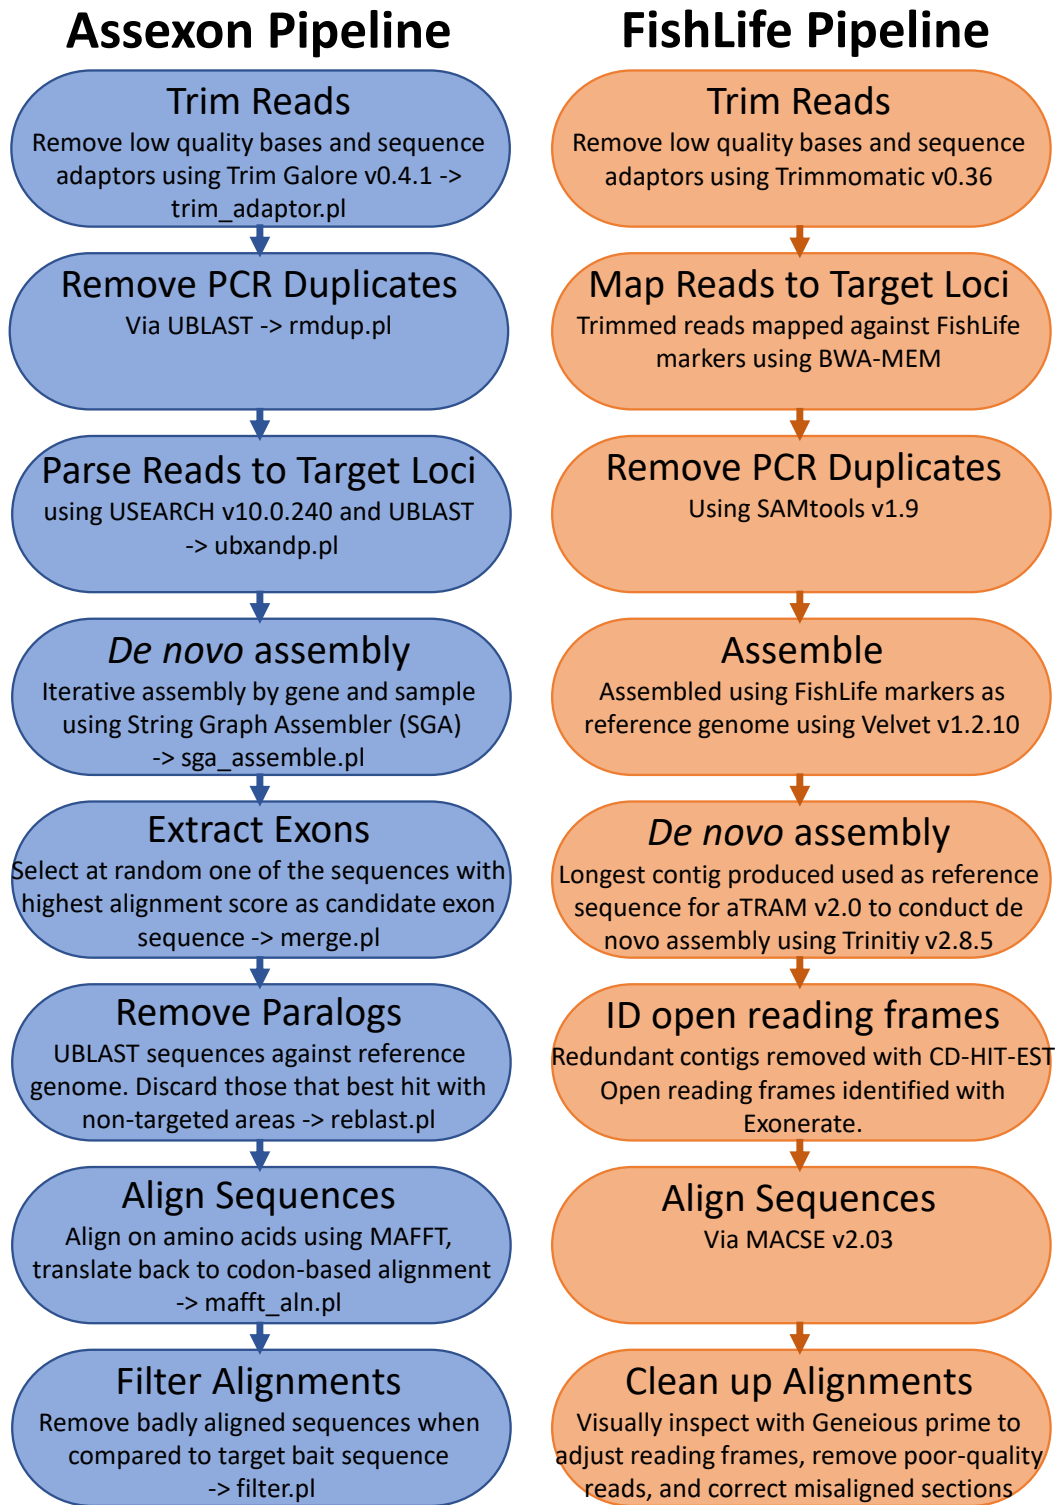 Assexon Pipeline
Trim Reads
Remove low quality bases and sequence
adaptors using Trim Galore v0.4.1 ->
trim_adaptor.pl
Remove PCR Duplicates
Via UBLAST -> rmdup.pl
Parse Reads to Target Loci
using USEARCH v10.0.240 and UBLAST
-> ubxandp.pl
De novo assembly
Iterative assembly by gene and sample
using String Graph Assembler (SGA)
-> sga_assemble.pl
Extract Exons
Select at random one of the sequences with
highest alignment score as candidate exon
sequence -> merge.pl
Remove Paralogs
UBLAST sequences against reference
genome. Discard those that best hit with
non-targeted areas -> reblast.pl
Align Sequences
Align on amino acids using MAFFT,
translate back to codon-based alignment
-> mafft_aln.pl
Filter Alignments
Remove badly aligned sequences when
compared to target bait sequence
-> filter.pl
FishLife Pipeline
Trim Reads
Remove low quality bases and sequence
adaptors using Trimmomatic v0.36
Map Reads to Target Loci
Trimmed reads mapped against FishLife
markers using BWA-MEM
Remove PCR Duplicates
Using SAMtools v1.9
Assemble
Assembled using FishLife markers as
reference genome using Velvet v1.2.10
De novo assembly
Longest contig produced used as reference
sequence for aTRAM v2.0 to conduct de
novo assembly using Trinitiy v2.8.5
ID open reading frames
Redundant contigs removed with CD-HIT-EST
Open reading frames identified with
Exonerate.
Align Sequences
Via MACSE v2.03
Clean up Alignments
Visually inspect with Geneious prime to
adjust reading frames, remove poor-quality
reads, and correct misaligned sections